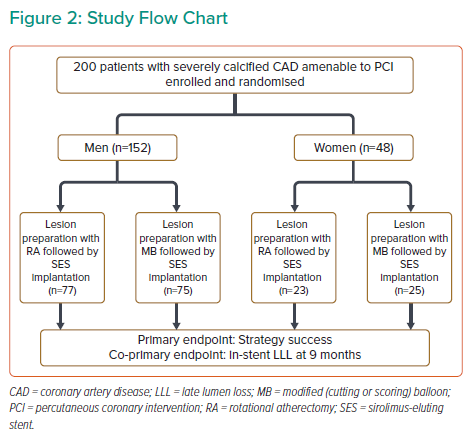 Figure 2: Study Flow Chart
200 patients with severely calcified CAD amenable to PCI
enrolled and randomised
Men (n=152)
Women (n=48)
Lesion
preparation with
RA followed by
SES
implantation
(n=77)
Lesion
preparation with
MB followed by
SES
implantation
(n=75)
Lesion
preparation with
RA followed by
SES
implantation
(n=23)
Lesion
preparation with
MB followed by
SES
implantation
(n=25)
Primary endpoint: Strategy success
Co-primary endpoint: In-stent LLL at 9 months
CAD = coronary artery disease; LLL = late lumen loss; MB = modified (cutting or scoring) balloon;
PCI = percutaneous coronary intervention; RA = rotational atherectomy; SES = sirolimus-eluting
stent.